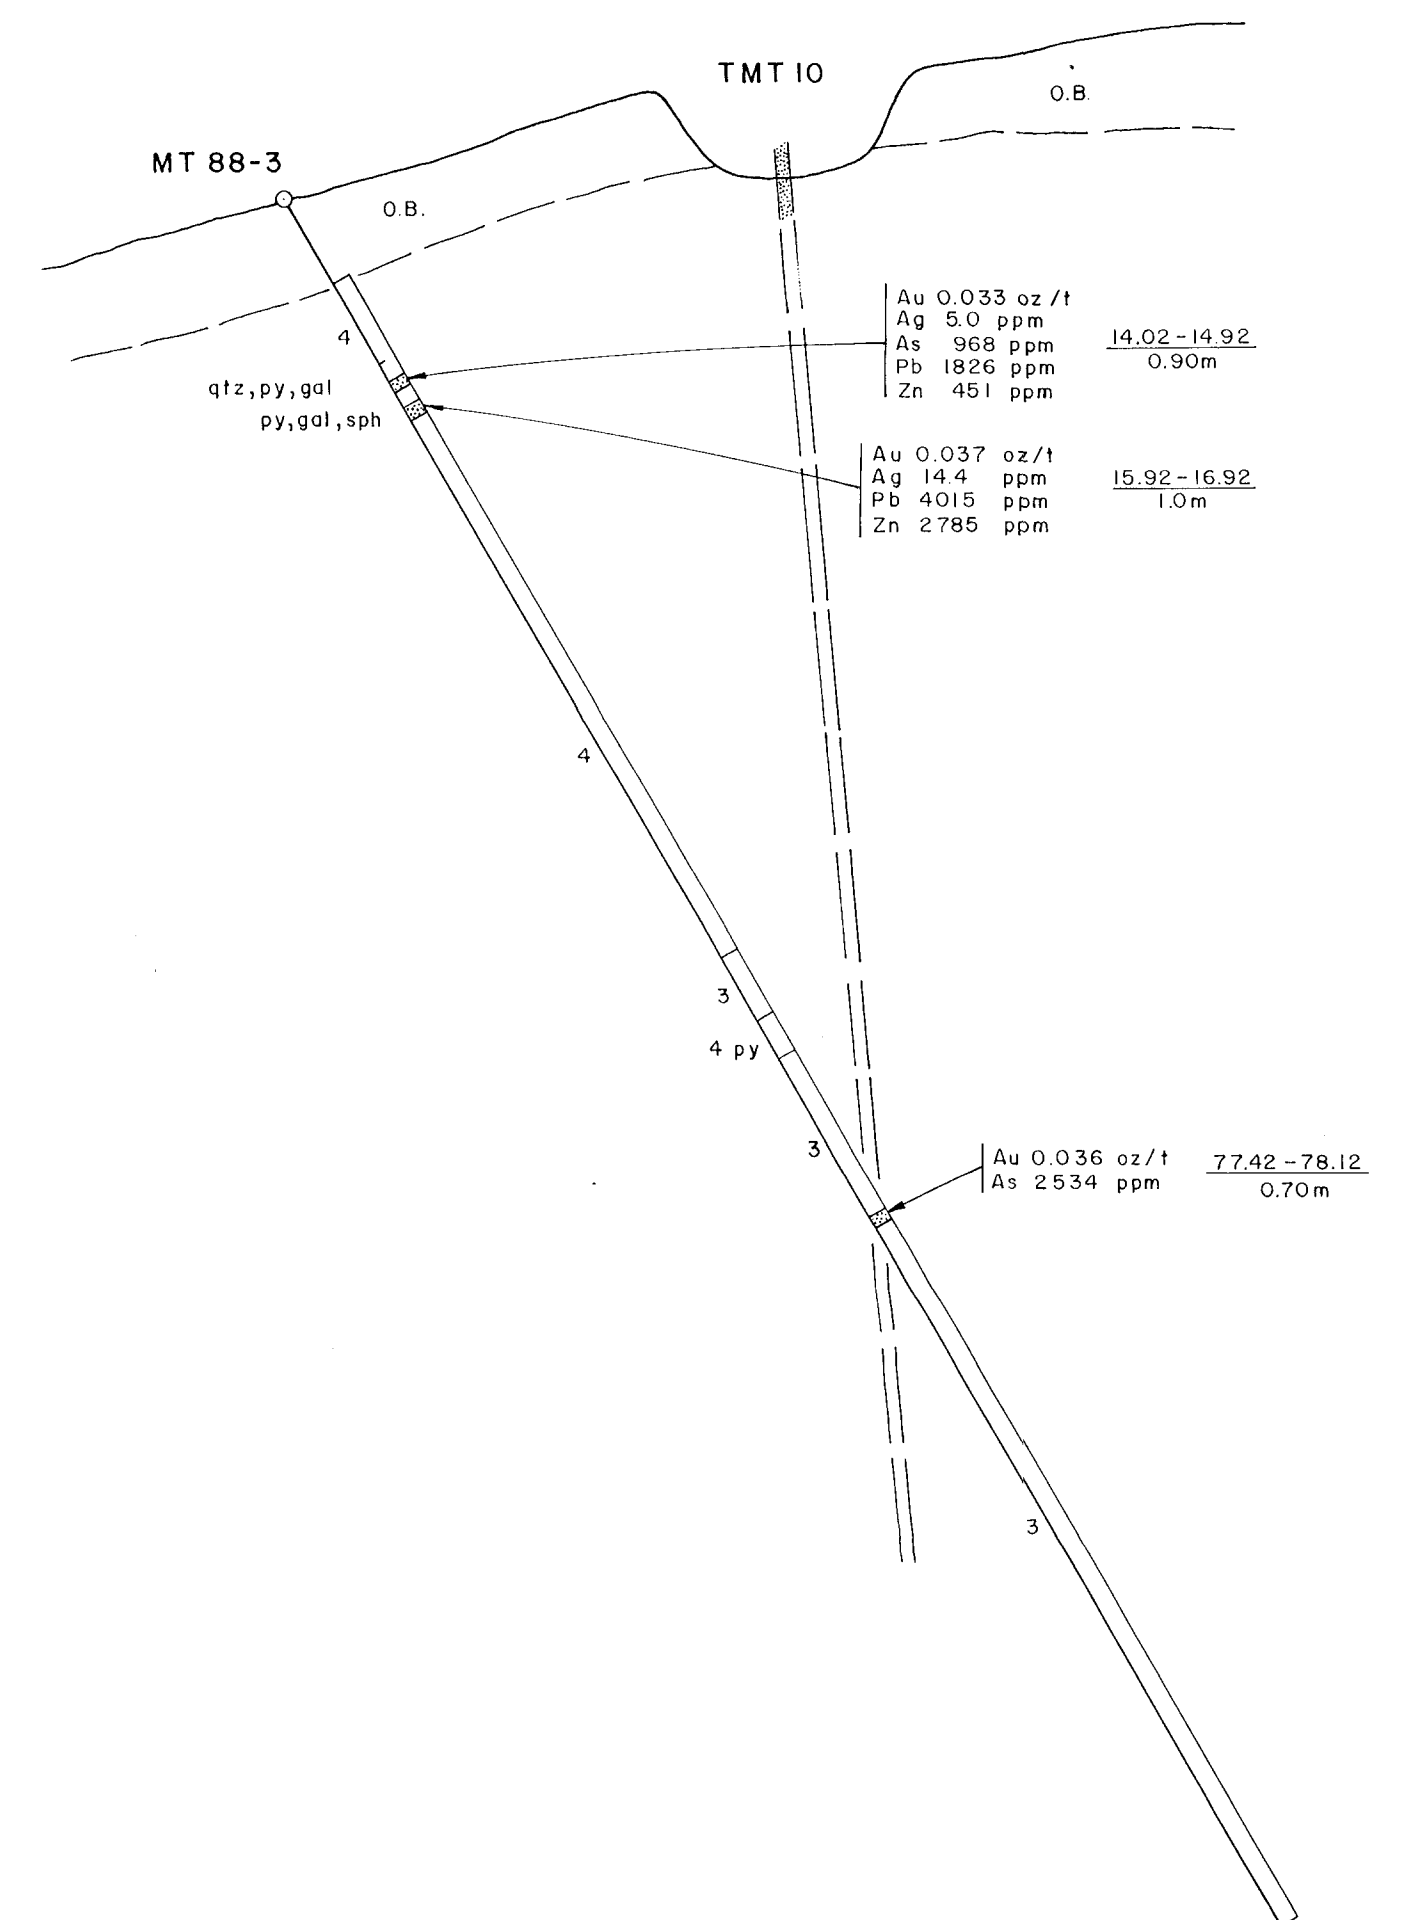 TMT 10
O.B.
MT 88-3
O.B.
Au 0.033 oz/t
Ag 5.0 ppm
As 968 ppm
Pb 1826 ppm
Zn 451 ppm
14.02-14.92
0.90m
4
qtz,py,gal
py,gal,sph
Au 0.037 oz/t
Ag 14.4 ppm
Pb 4015 ppm
Zn 2785 ppm
15.92-16.92
1.0m
4
3
4 py
3
Au 0.036 oz/t
As 2534 ppm
77.42-78.12
0.70m
3